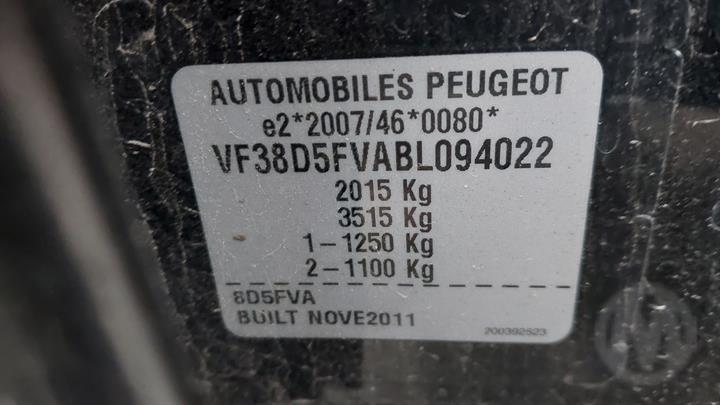 AUTOMOBILES PEUGEOT
e2*2007/46*0080*
VF38D5FVABL094022
2015 Kg
3515 Kg
1-1250 Kg
2-1100 Kg
8D5FVA
BUILT NOVE2011
200392523
M